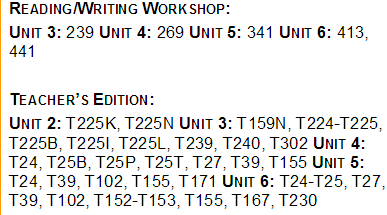 READING/WRITING WORKSHOP:
UNIT 3: 239 UNIT 4: 269 UNIT 5: 341 UNIT 6: 413,
441
TEACHER'S EDITION:
UNIT 2: T225K, T225N UNIT 3: T159N, T224-T225,
T225B, T225I, T225L, T239, T240, T302 UNIT 4:
T24, T25B, T25P, T25T, T27, T39, T155 UNIT 5:
T24, T39, T102, T155, T171 UNIT 6: T24-T25, T27,
T39, T102, T152-T153, T155, T167, T230